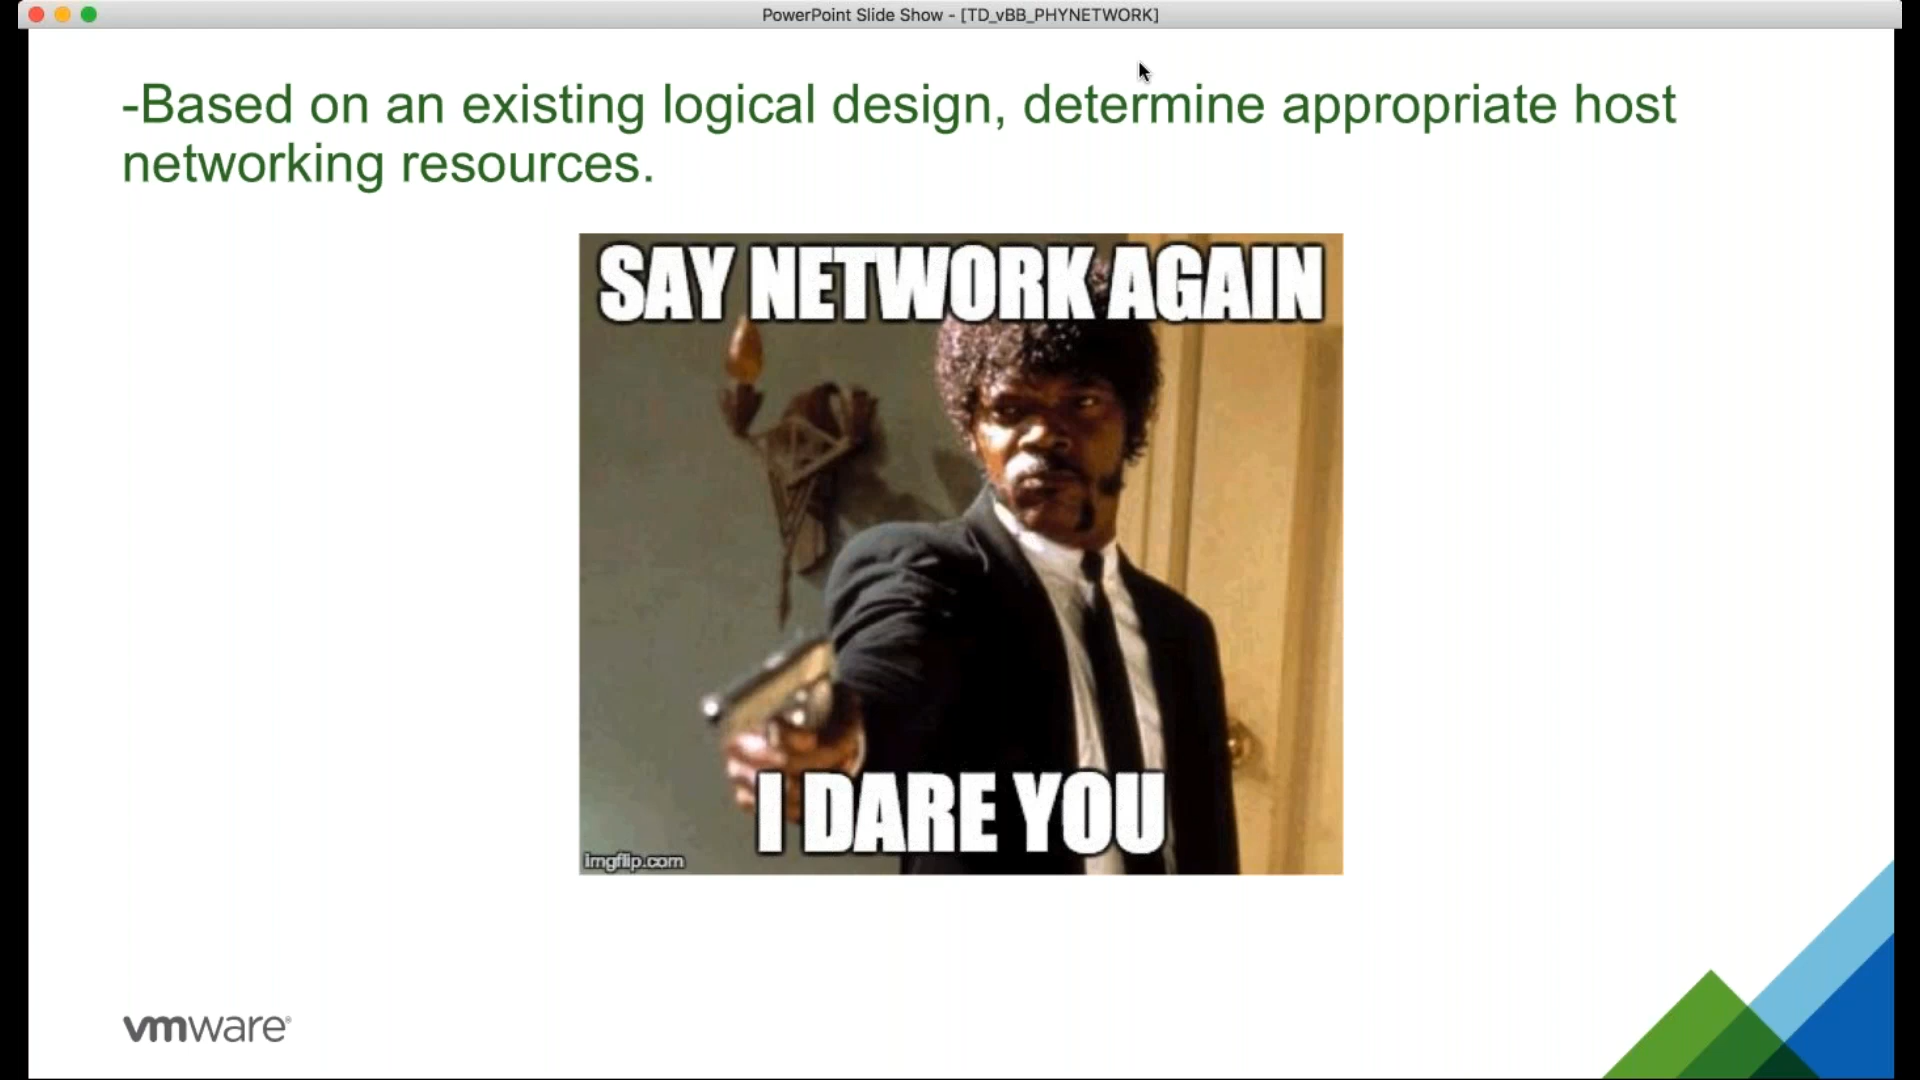 PowerPoint Slide Show - [TD_vBB_PHYNETWORK]
-Based on an existing logical design, determine appropriate host
networking resources.
SAY NETWORK AGAIN
I DARE YOU
imgflip.com
vmware®